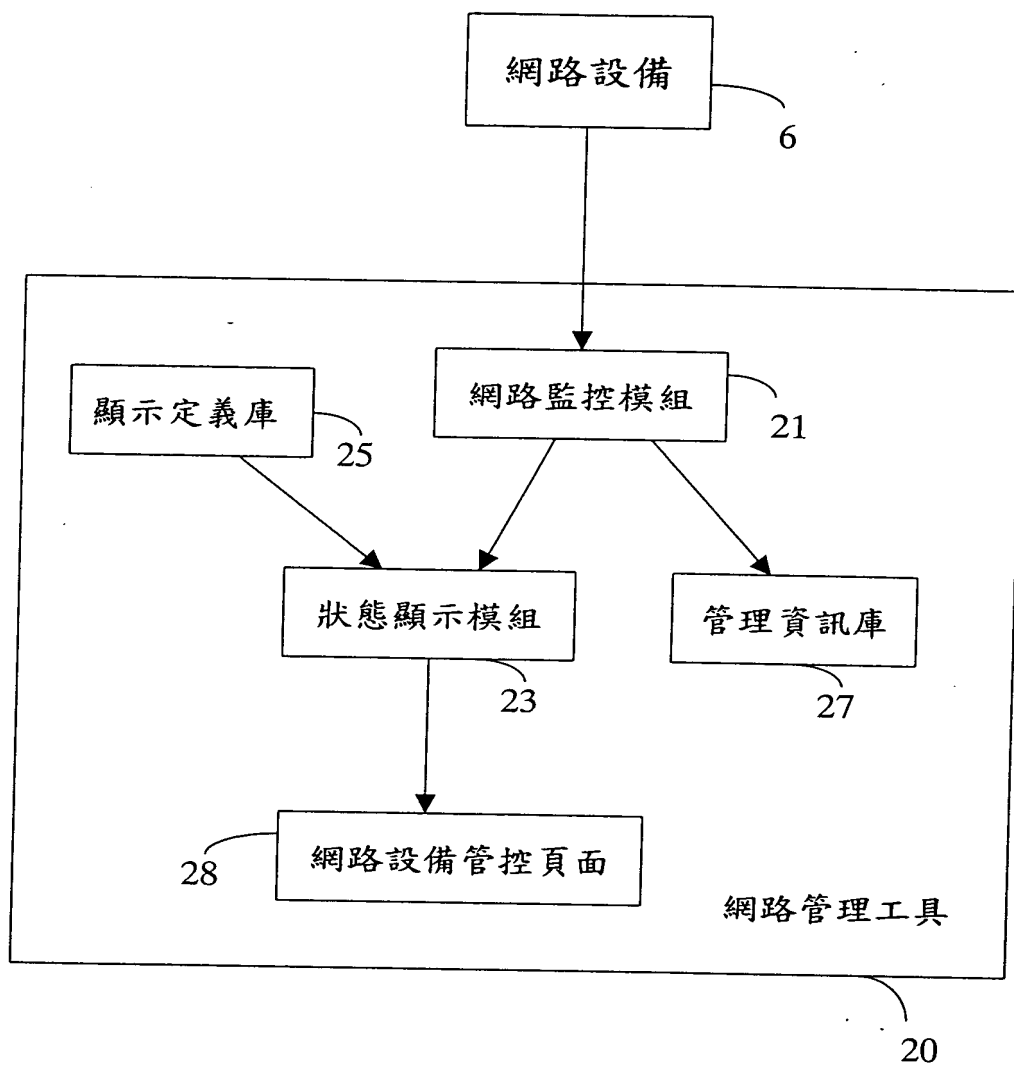 網路設備
6
網路監控模組
21
顯示定義庫
25
狀態顯示模組
23
管理資訊庫
27
網路設備管控頁面
28
網路管理工具
20